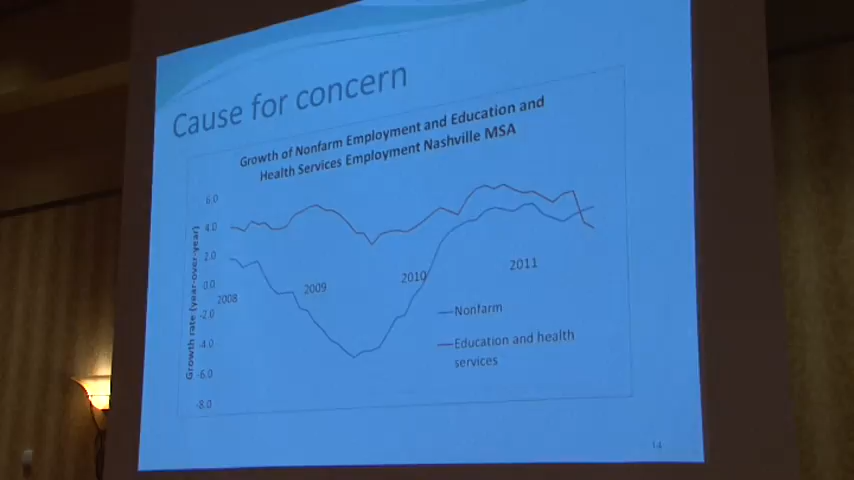 Cause for concern
Growth of Nonfarm Employment and Education and
Health Services Employment Nashville MSA
Growth rate (year-over-year)
6.0
4.0
2.0
0.0
-2.0
-4.0
-6.0
-8.0
2008
2009
2010
2011
Nonfarm
Education and health
services
14